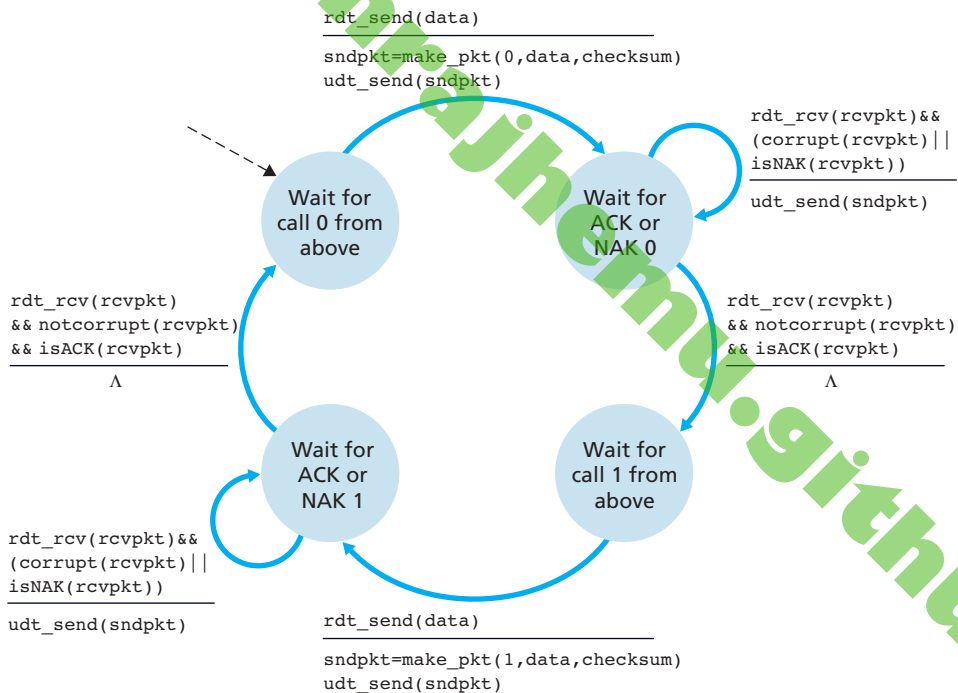 rdt_send(data)
sndpkt=make_pkt(0,data,checksum)
udt_send(sndpkt)
rdt_rcv(rcvpkt)&&
(corrupt(rcvpkt)||
isNAK(rcvpkt))
udt_send(sndpkt)
Wait for
call 0 from
above
Wait for
ACK or
NAK 0
rdt_rcv(rcvpkt)
&& notcorrupt(rcvpkt)
&& isACK(rcvpkt)
Λ
rdt_rcv(rcvpkt)
&& notcorrupt(rcvpkt)
&& isACK(rcvpkt)
Λ
Wait for
ACK or
NAK 1
Wait for
call 1 from
above
rdt_rcv(rcvpkt)&&
(corrupt(rcvpkt)||
isNAK(rcvpkt))
udt_send(sndpkt)
rdt_send(data)
sndpkt=make_pkt(1,data,checksum)
udt_send(sndpkt)